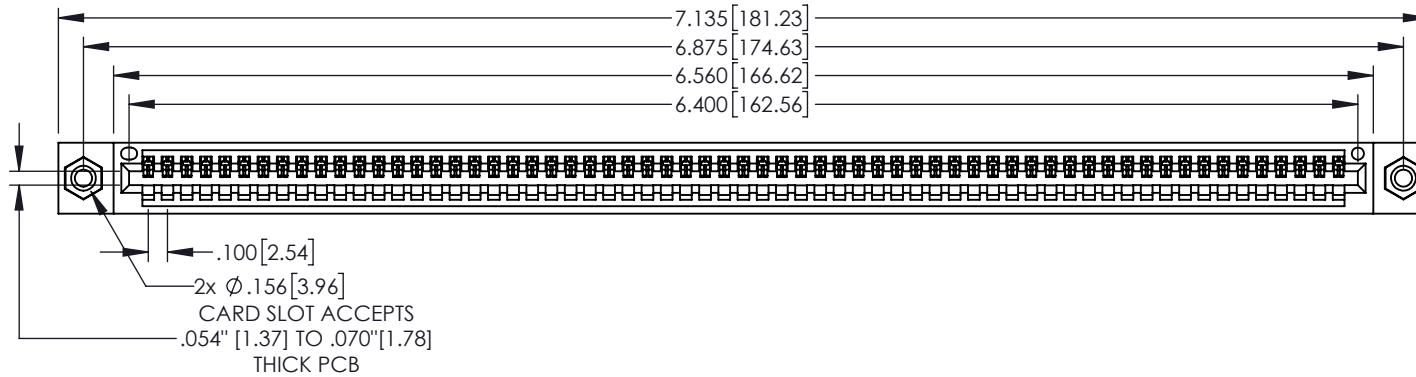 7.135[181.23]
6.875[174.63]
6.560[166.62]
6.400[162.56]
.100[2.54]
2x Ø.156[3.96]
CARD SLOT ACCEPTS
.054" [1.37] TO .070"[1.78]
THICK PCB